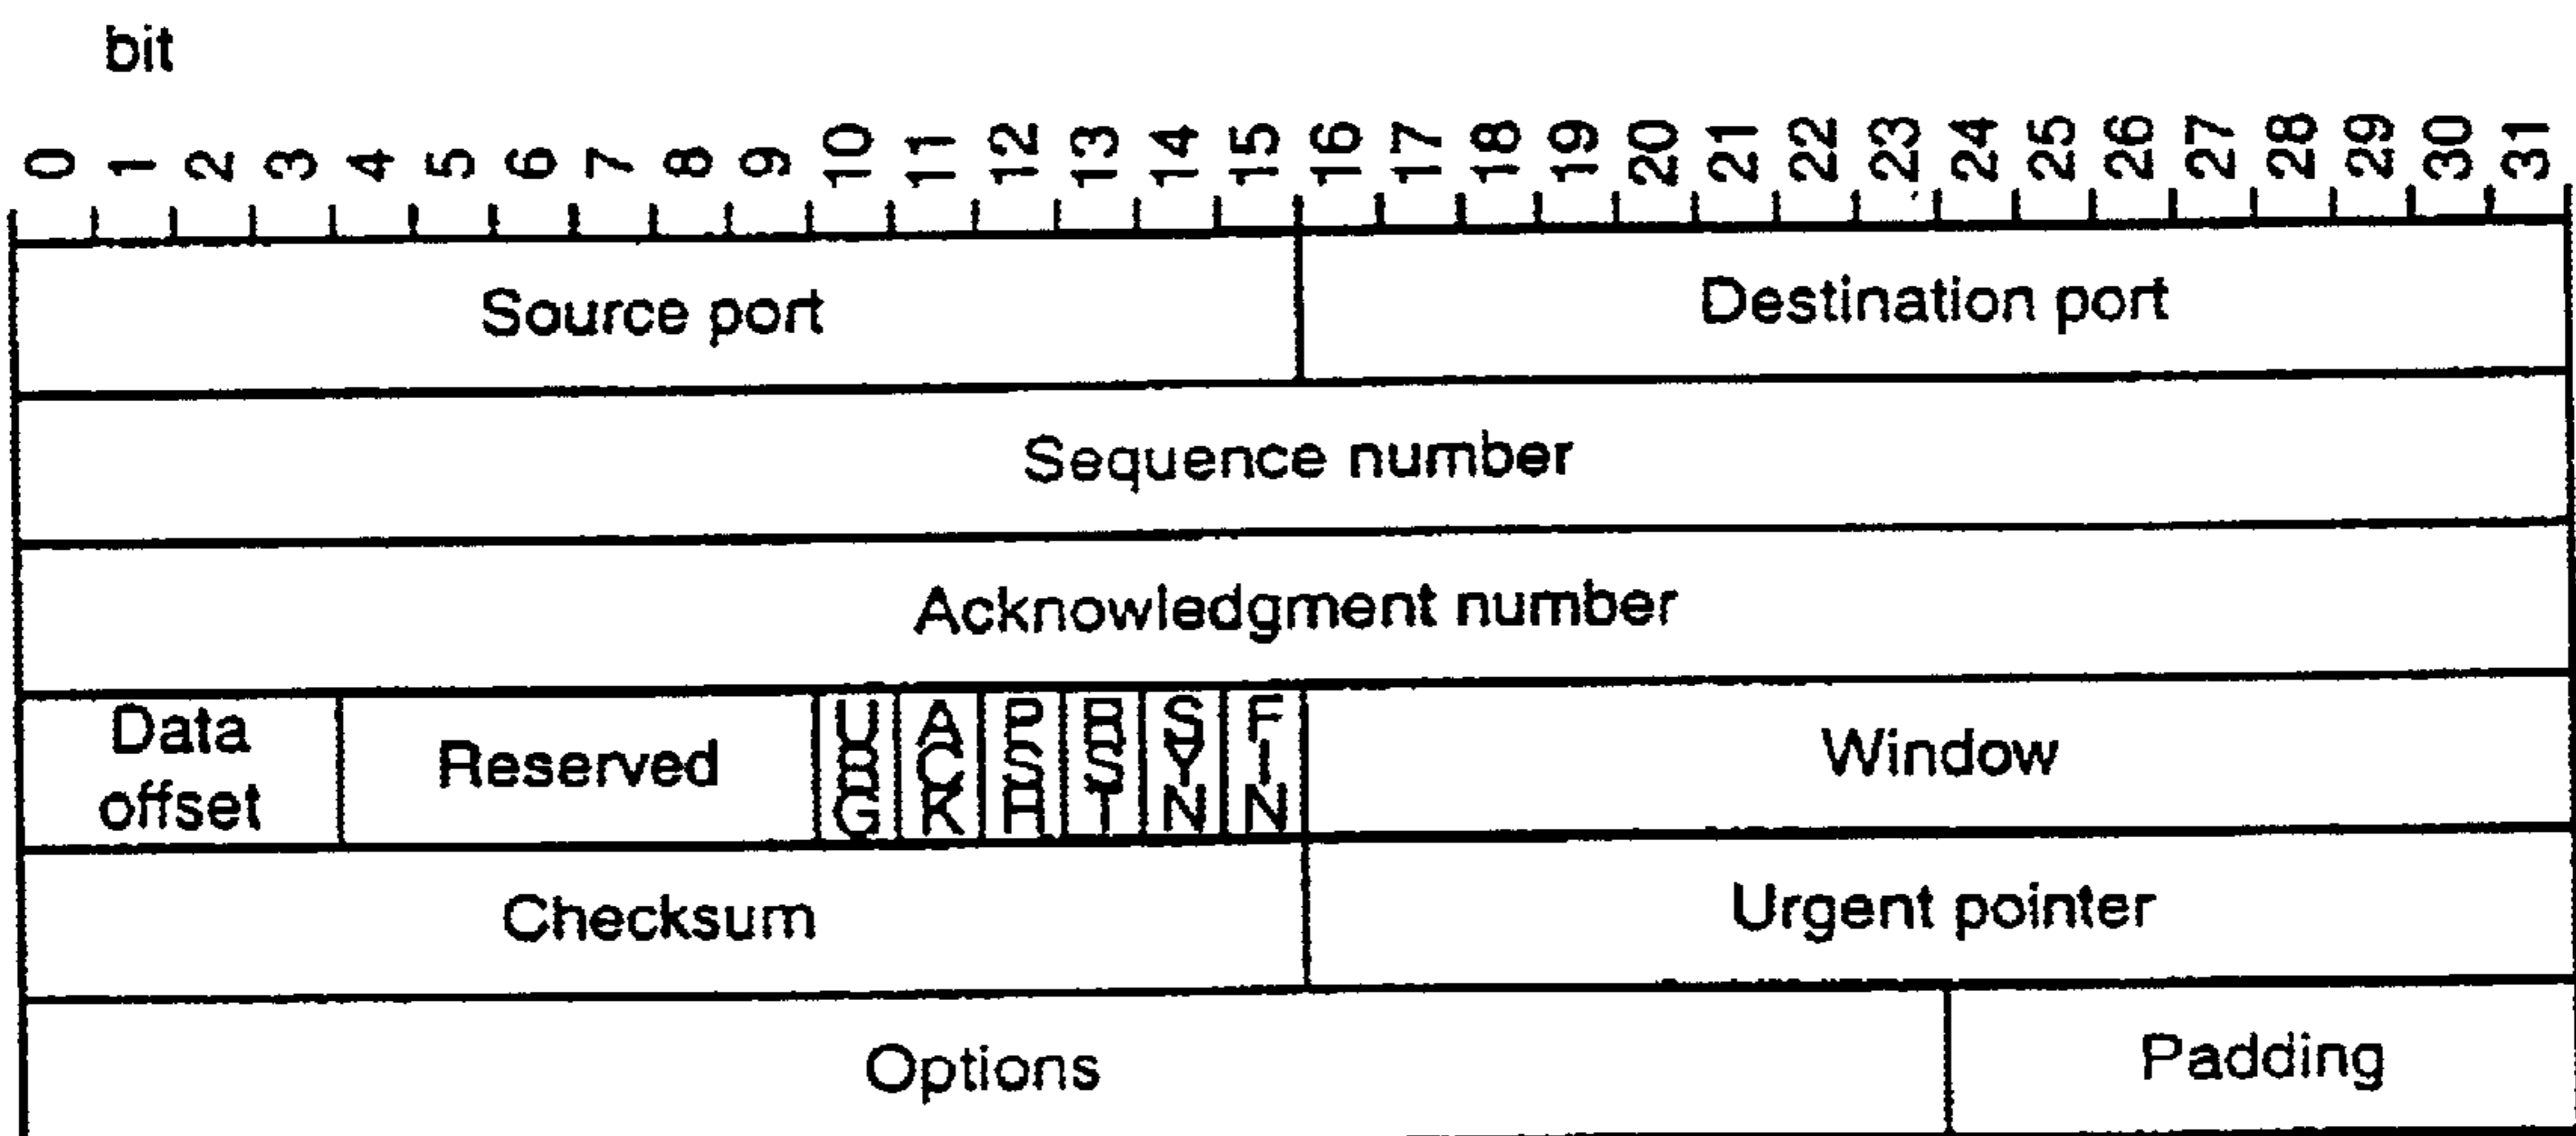 bit
0 1 2 3 4 5 6 7 8 9 10 11 12 13 14 15 16 17 18 19 20 21 22 23 24 25 26 27 28 29 30 31
Source port Destination port
Sequence number
Acknowledgment number
Data offset Reserved URG ACK PSH RST SYN FIN Window
Checksum Urgent pointer
Options Padding